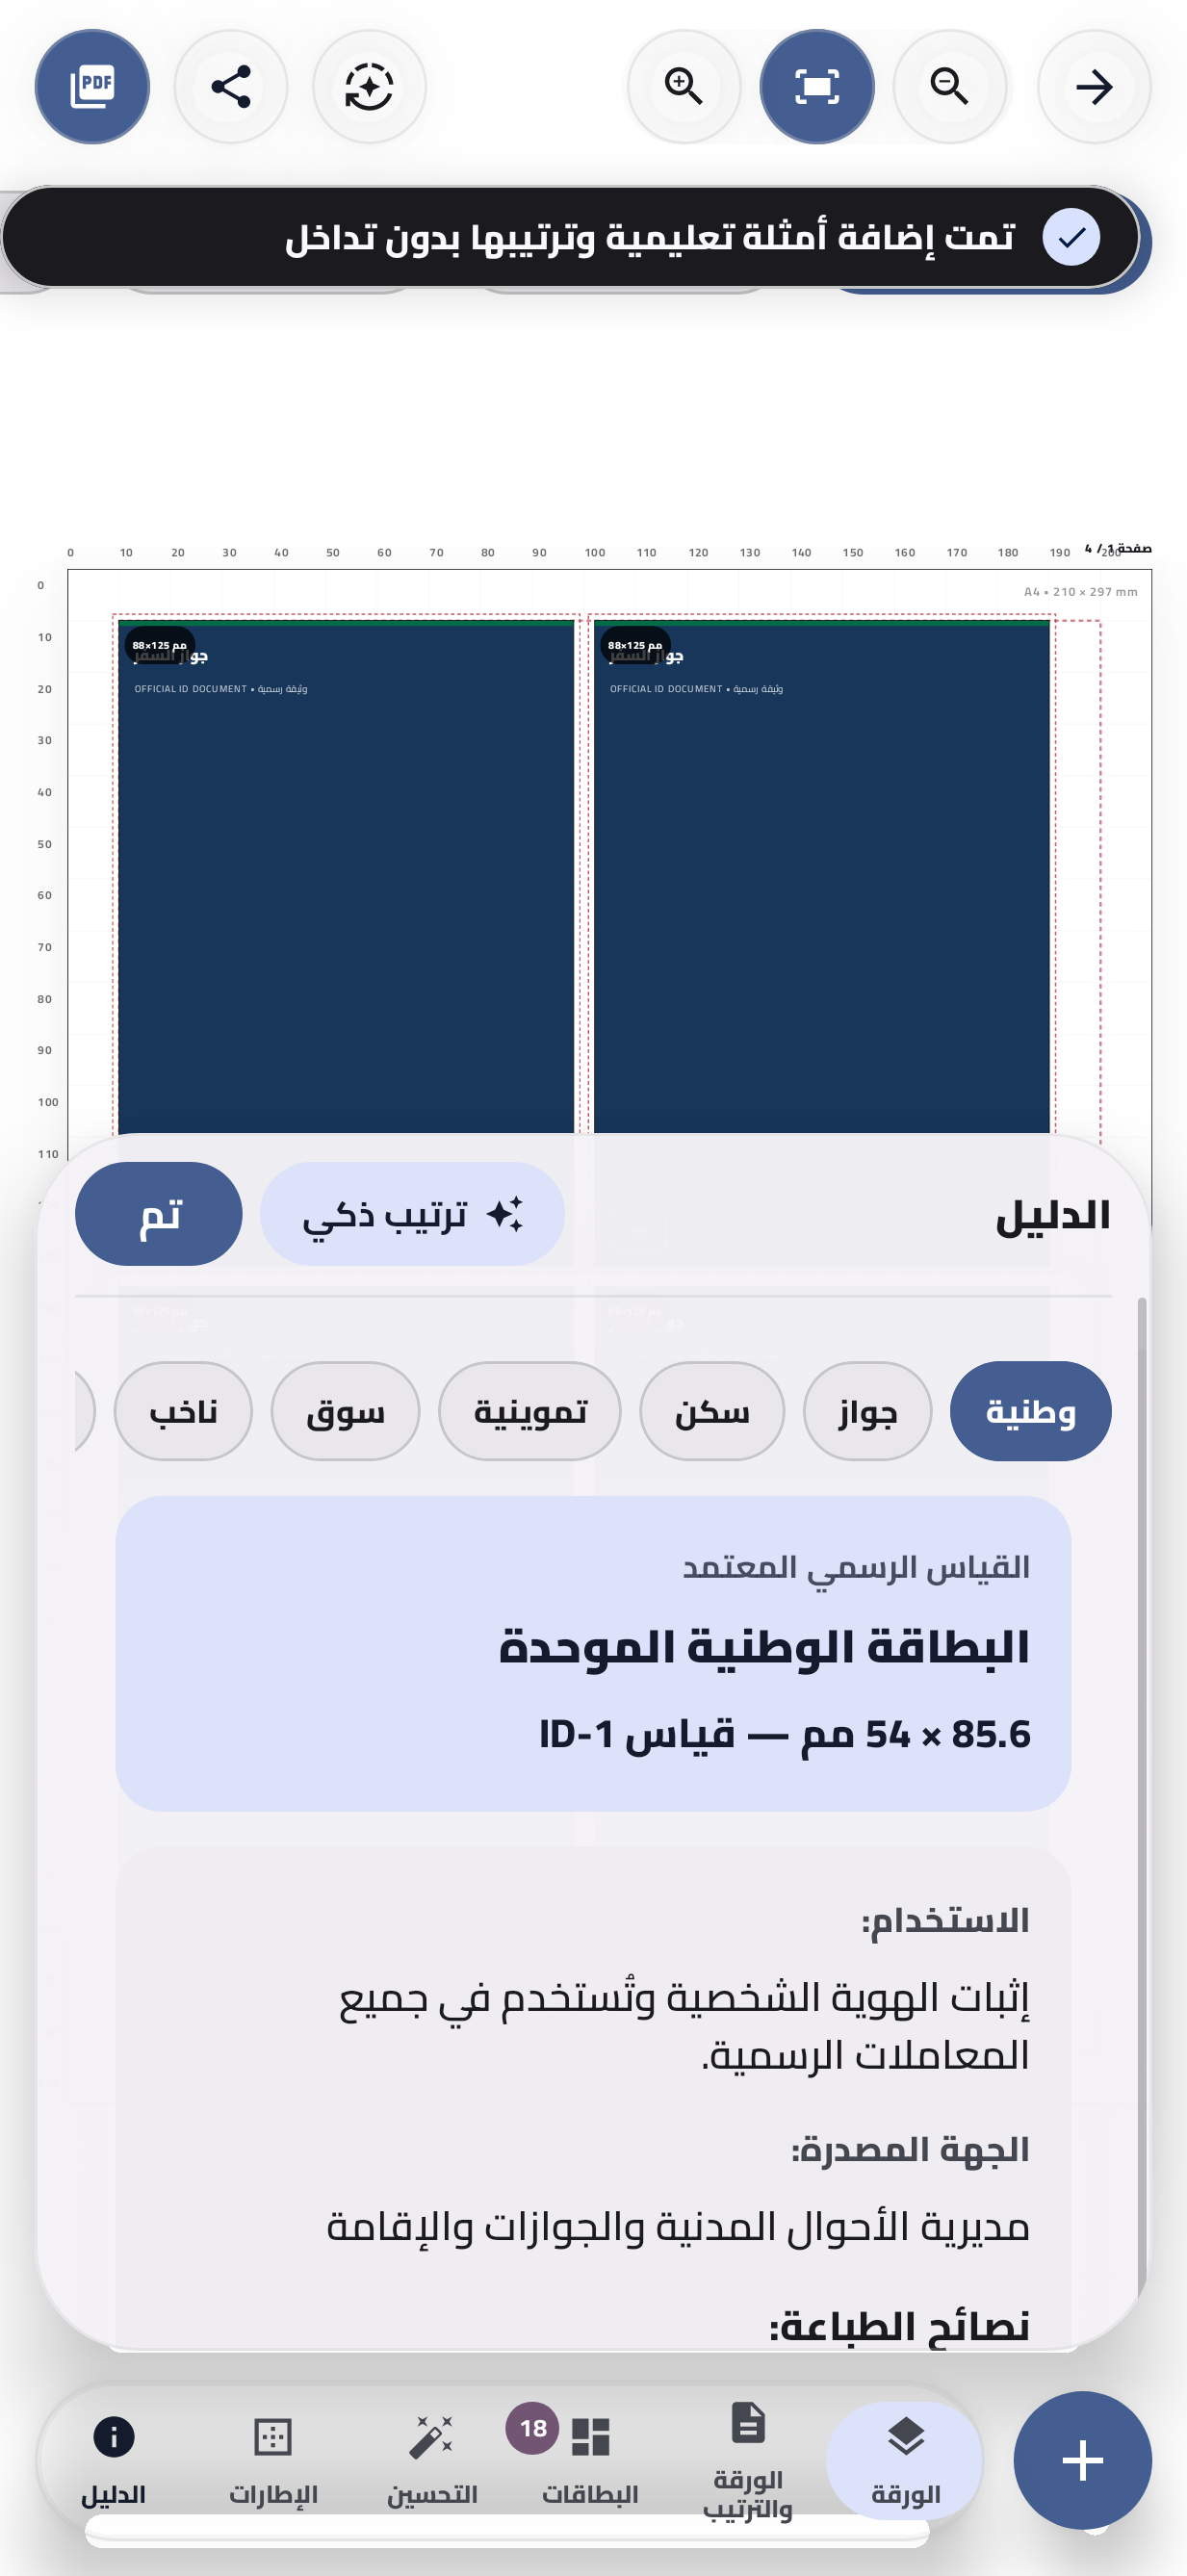 PDF
تمت إضافة أمثلة تعليمية وترتيبها بدون تداخل
صفحة 1 / 4
0 10 20 30 40 50 60 70 80 90 100 110 120 130 140 150 160 170 180 190 200
A4 • 210 × 297 mm
0
10
20
30
40
50
60
70
80
90
100
110
88×125 مم
جواز السفر
OFFICIAL ID DOCUMENT • وثيقة رسمية
88×125 مم
جواز السفر
OFFICIAL ID DOCUMENT • وثيقة رسمية
الدليل
ترتيب ذكي
تم
وطنية
جواز
سكن
تموينية
سوق
ناخب
القياس الرسمي المعتمد
البطاقة الوطنية الموحدة
85.6 × 54 مم — قياس ID-1
الاستخدام:
إثبات الهوية الشخصية وتُستخدم في جميع
المعاملات الرسمية.
الجهة المصدرة:
مديرية الأحوال المدنية والجوازات والإقامة
نصائح الطباعة:
الورقة
الورقة
والترتيب
البطاقات
18
التحسين
الإطارات
الدليل